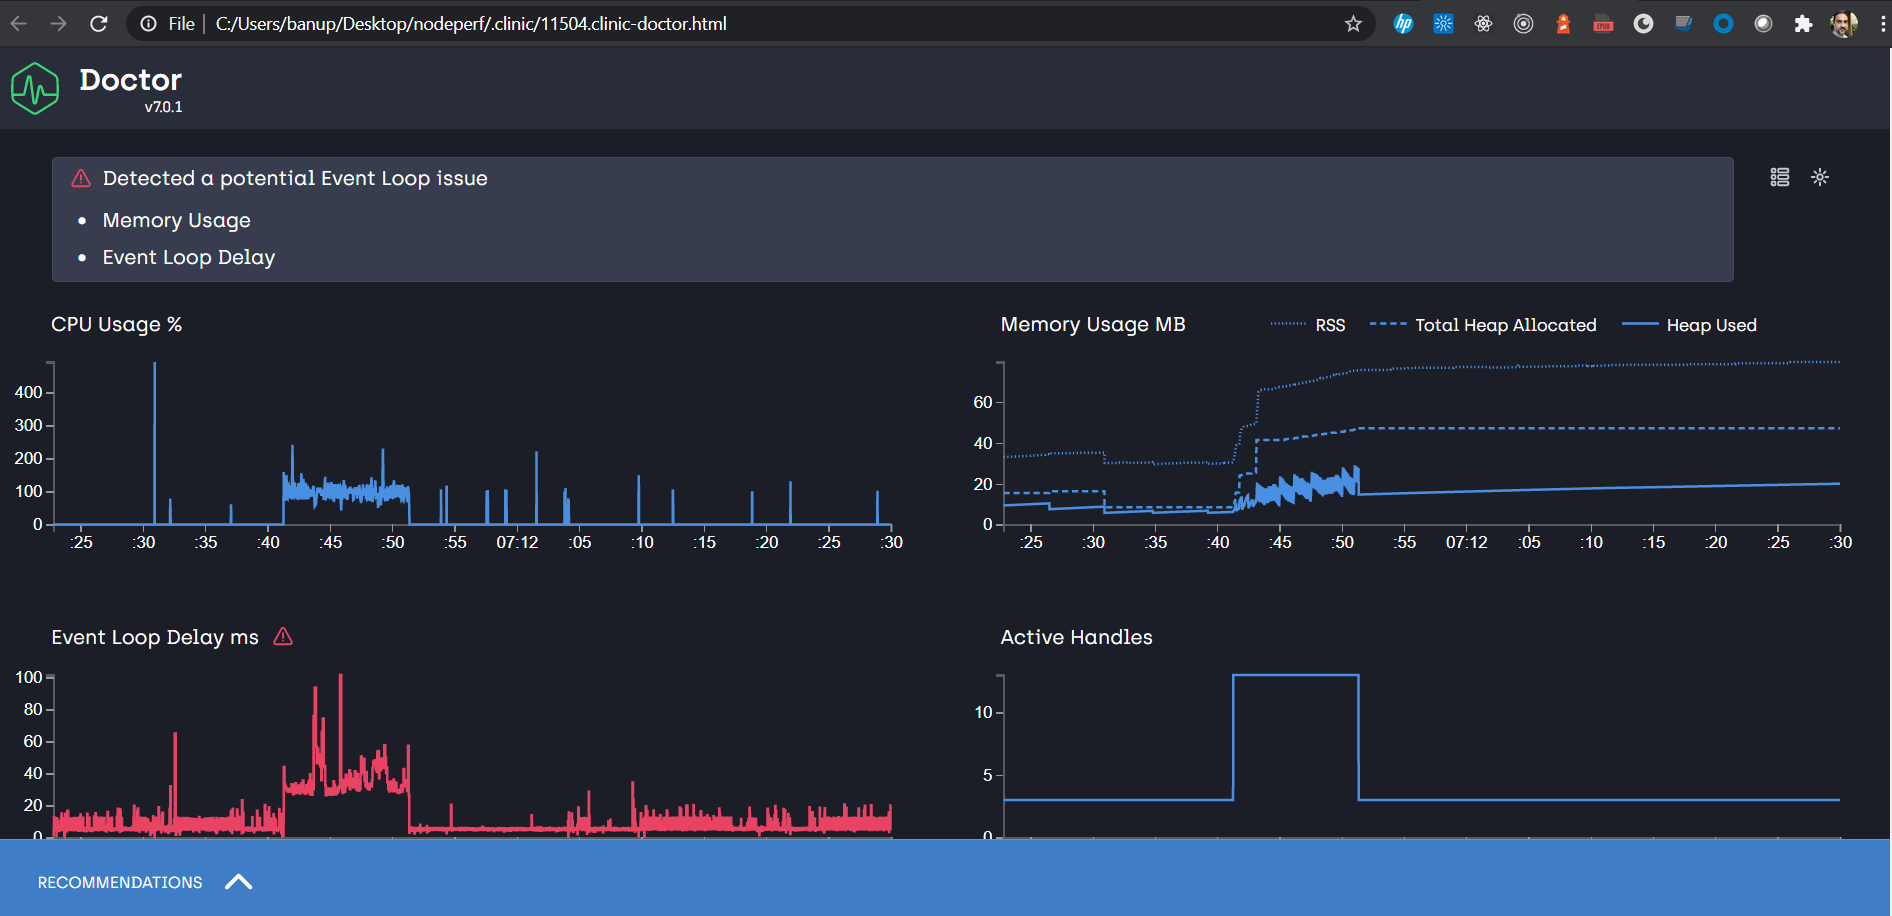 File C:/Users/banup/Desktop/nodeperf/.clinic/11504.clinic-doctor.html
hp
EPUB
Doctor
v7.0.1
Detected a potential Event Loop issue
• Memory Usage
• Event Loop Delay
CPU Usage %
400
300
200
100
0
:25 :30 :35 :40 :45 :50 :55 07:12 :05 :10 :15 :20 :25 :30
Memory Usage MB RSS Total Heap Allocated Heap Used
60
40
20
0
:25 :30 :35 :40 :45 :50 :55 07:12 :05 :10 :15 :20 :25 :30
Event Loop Delay ms
100
80
60
40
20
0
Active Handles
10
5
0
RECOMMENDATIONS